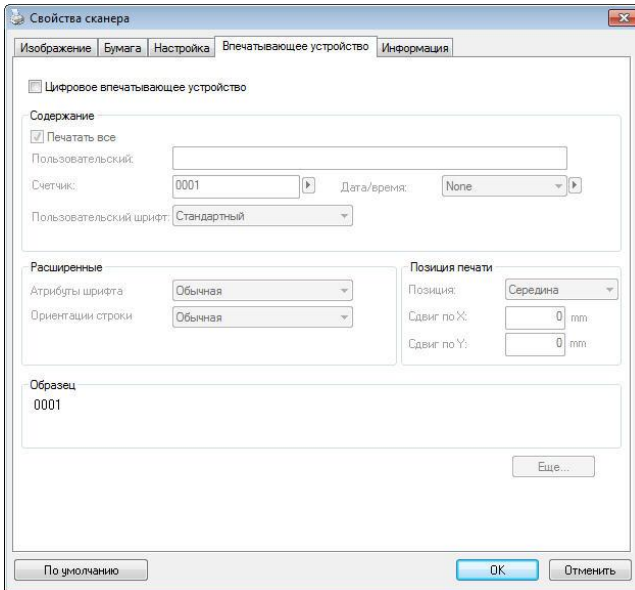 Свойства сканера
Изображение Бумага Настройка Впечатывающее устройство Информация
Цифровое впечатывающее устройство
Содержание
Печатать все
Пользовательский:
Счетчик: 0001 Дата/время: None
Пользовательский шрифт: Стандартный
Расширенные Позиция печати
Атрибуты шрифта Обычная Позиция: Середина
Ориентации строки Обычная Сдвиг по X: 0 mm
Сдвиг по Y: 0 mm
Образец
0001
Еще...
По умолчанию OK Отменить